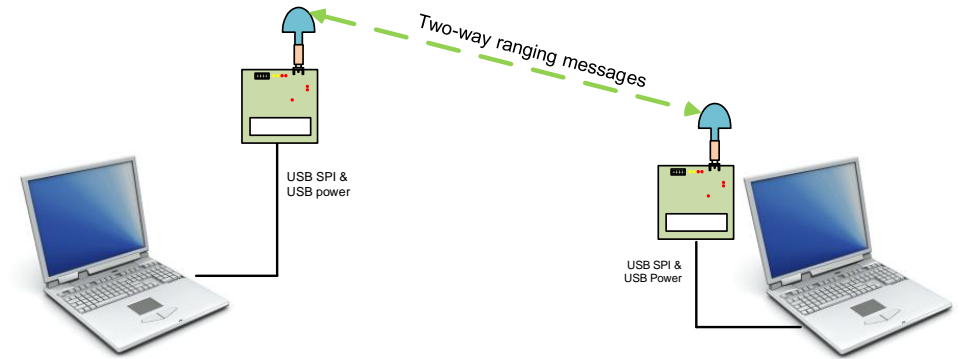 Two-way ranging messages
USB SPI &
USB power
USB SPI &
USB Power